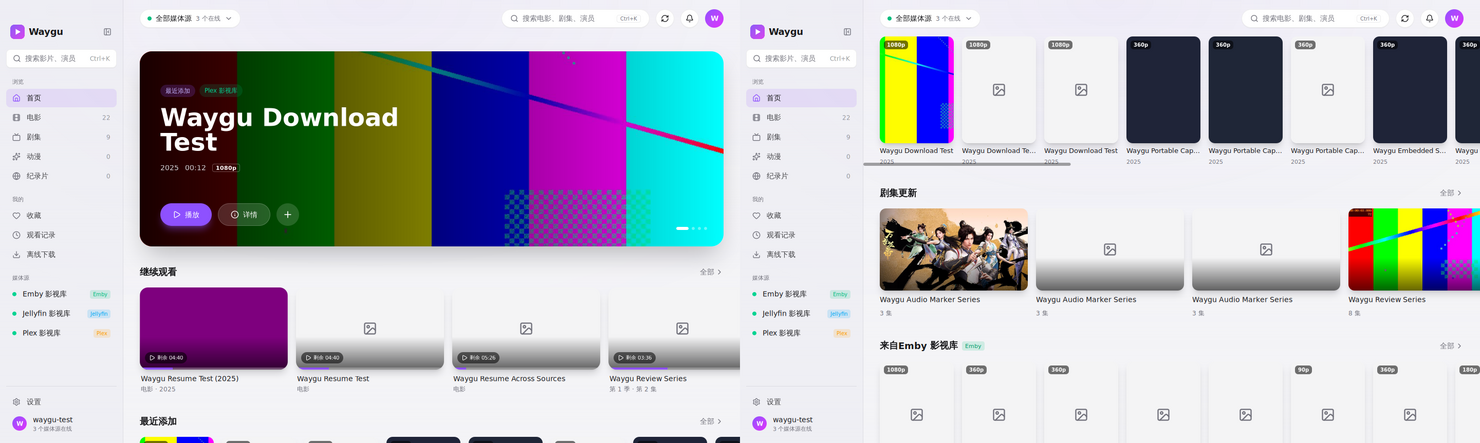 Waygu
搜索影片、演员 Ctrl+K
浏览
首页
电影 22
剧集 9
动漫 0
纪录片 0
我的
收藏
观看记录
离线下载
媒体源
Emby 影视库 Emby
Jellyfin 影视库 Jellyfin
Plex 影视库 Plex
设置
W
waygu-test
3 个媒体源在线
全部媒体源 3 个在线
搜索电影、剧集、演员 Ctrl+K
W
最近添加 Plex 影视库
Waygu Download
Test
2025 00:12 1080p
播放 详情
继续观看 全部
剩余 04:40 剩余 04:40 剩余 05:26 剩余 03:36
Waygu Resume Test (2025) Waygu Resume Test Waygu Resume Across Sources Waygu Review Series
电影 · 2025 电影 电影 第 1 季 · 第 2 集
最近添加 全部
Waygu
搜索影片、演员 Ctrl+K
浏览
首页
电影 22
剧集 9
动漫 0
纪录片 0
我的
收藏
观看记录
离线下载
媒体源
Emby 影视库 Emby
Jellyfin 影视库 Jellyfin
Plex 影视库 Plex
设置
W
waygu-test
3 个媒体源在线
全部媒体源 3 个在线
搜索电影、剧集、演员 Ctrl+K
W
1080p 1080p 1080p 360p 360p 360p 360p 360p
Waygu Download Test Waygu Download Te... Waygu Download Test Waygu Portable Cap... Waygu Portable Cap... Waygu Portable Cap... Waygu Embedded S... Waygu
2025 2025 2025 2025 2025 2025 2025 2025
剧集更新 全部
Waygu Audio Marker Series Waygu Audio Marker Series Waygu Audio Marker Series Waygu Review Series
3 集 3 集 3 集 8 集
来自Emby 影视库 Emby 全部
1080p 360p 360p 360p 90p 360p 180p